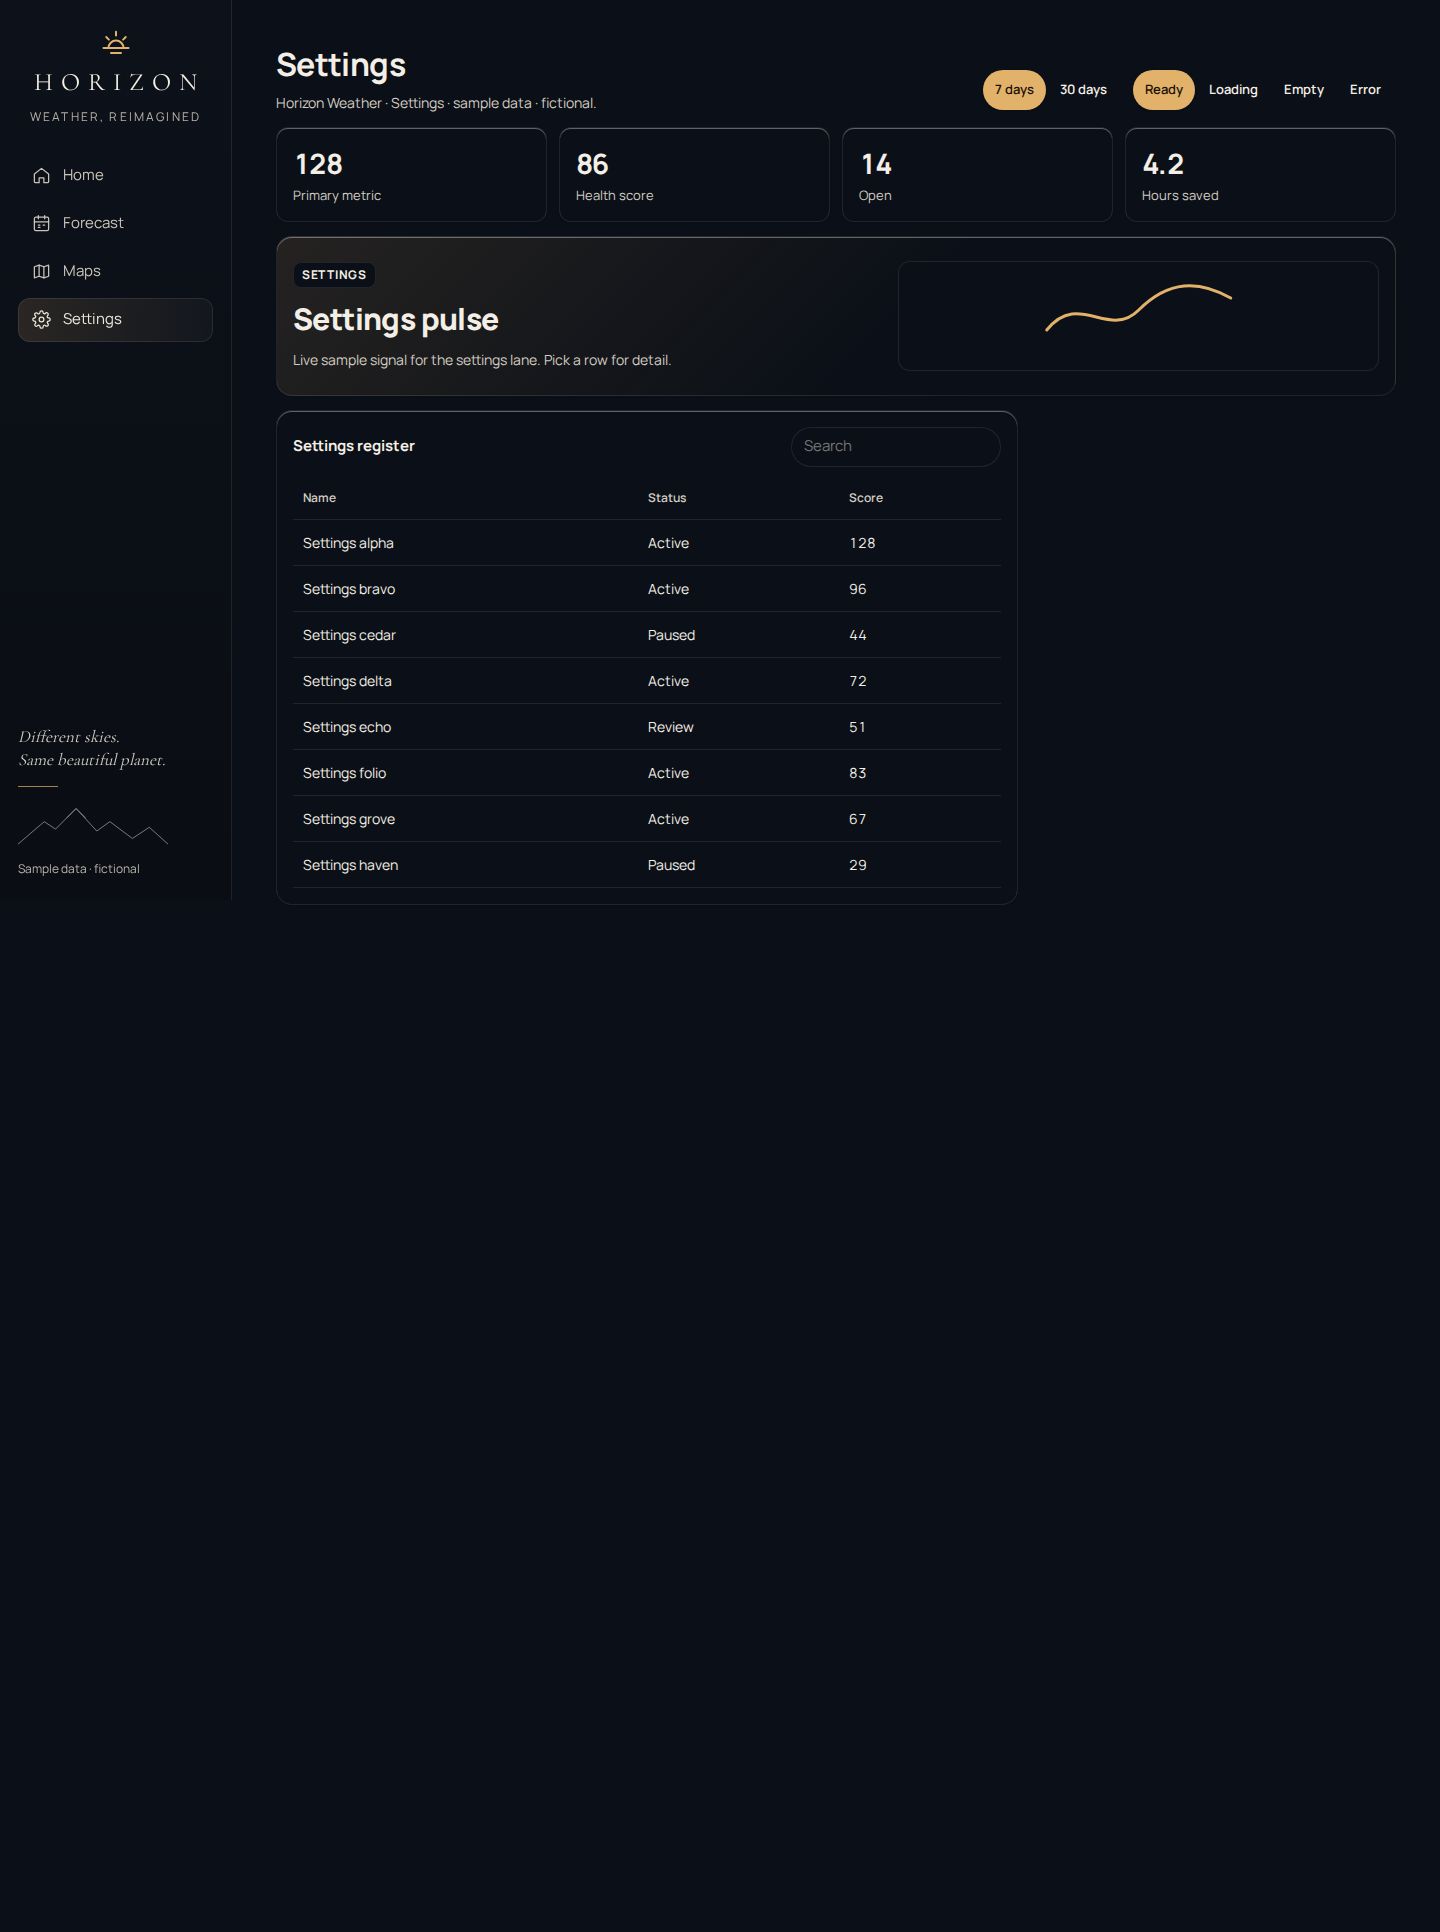 HORIZON
WEATHER, REIMAGINED
Home
Forecast
Maps
Settings
Different skies.
Same beautiful planet.
Sample data · fictional
Settings
Horizon Weather · Settings · sample data · fictional.
7 days 30 days Ready Loading Empty Error
128 86 14 4.2
Primary metric Health score Open Hours saved
SETTINGS
Settings pulse
Live sample signal for the settings lane. Pick a row for detail.
Settings register Search
Name Status Score
Settings alpha Active 128
Settings bravo Active 96
Settings cedar Paused 44
Settings delta Active 72
Settings echo Review 51
Settings folio Active 83
Settings grove Active 67
Settings haven Paused 29